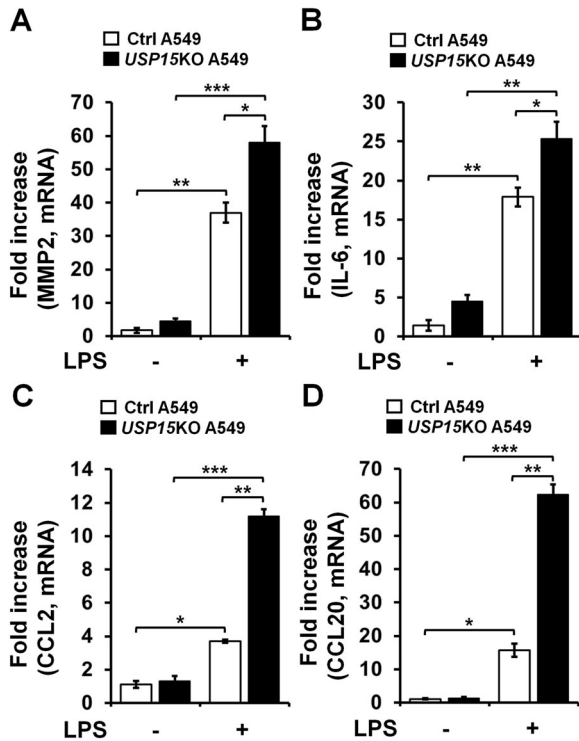 A
Ctrl A549
USP15KO A549
Fold increase
(MMP2, mRNA)
70
60
50
40
30
20
10
0
***
*
**
LPS - +
B
Ctrl A549
USP15KO A549
Fold increase
(IL-6, mRNA)
30
25
20
15
10
5
0
**
*
**
LPS - +
C
Ctrl A549
USP15KO A549
Fold increase
(CCL2, mRNA)
14
12
10
8
6
4
2
0
***
**
*
LPS - +
D
Ctrl A549
USP15KO A549
Fold increase
(CCL20, mRNA)
70
60
50
40
30
20
10
0
***
**
*
LPS - +